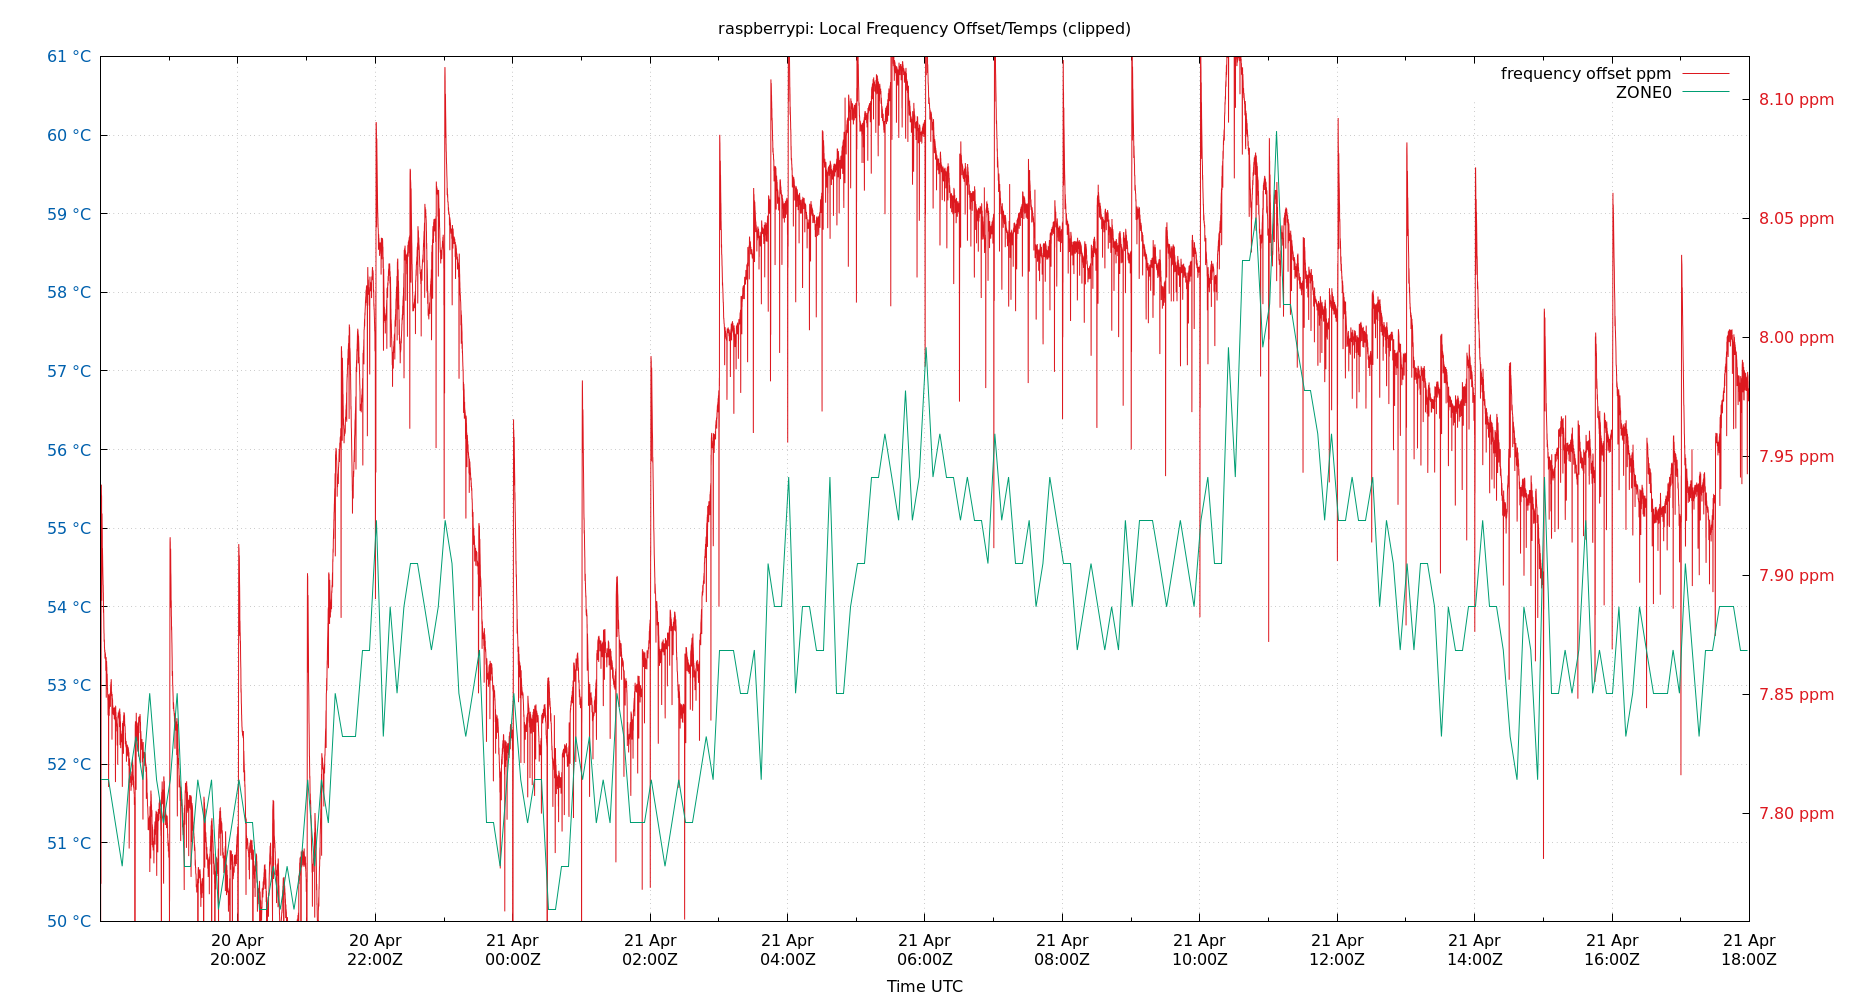 raspberrypi: Local Frequency Offset/Temps (clipped)
61 °C
60 °C
59 °C
58 °C
57 °C
56 °C
55 °C
54 °C
53 °C
52 °C
51 °C
50 °C
frequency offset ppm
ZONE0
8.10 ppm
8.05 ppm
8.00 ppm
7.95 ppm
7.90 ppm
7.85 ppm
7.80 ppm
20 Apr 20 Apr 21 Apr 21 Apr 21 Apr 21 Apr 21 Apr 21 Apr 21 Apr 21 Apr 21 Apr 21 Apr
20:00Z 22:00Z 00:00Z 02:00Z 04:00Z 06:00Z 08:00Z 10:00Z 12:00Z 14:00Z 16:00Z 18:00Z
Time UTC